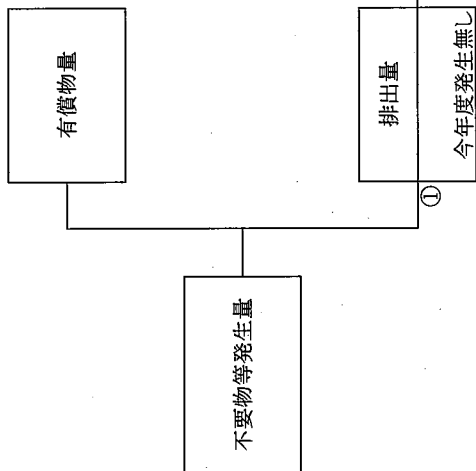 有償物量
不要物等発生量
①
排出量
今年度発生無し